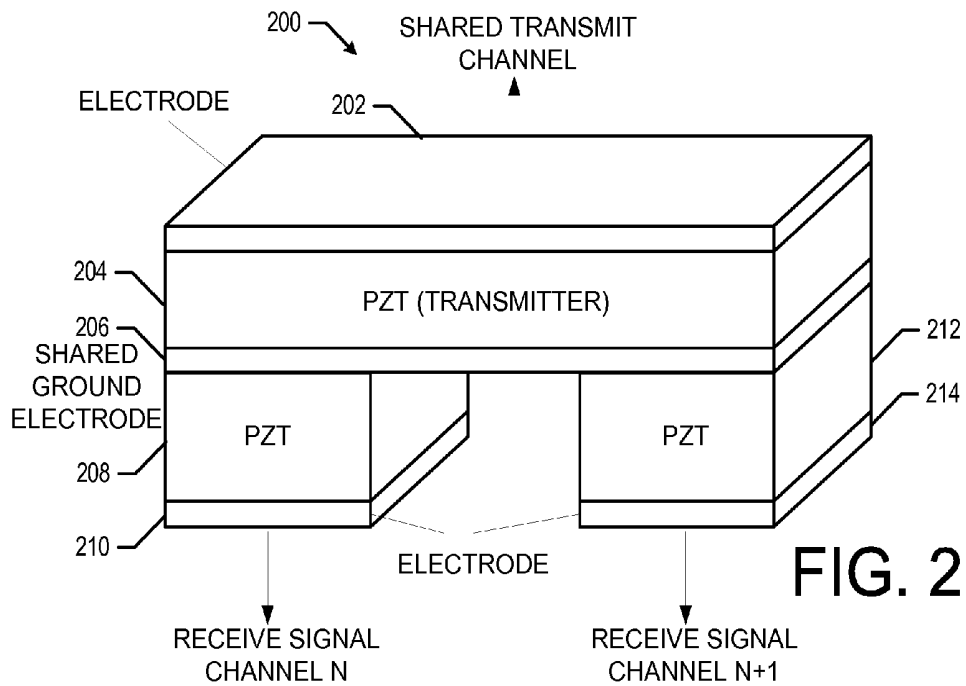 200
SHARED TRANSMIT
CHANNEL
ELECTRODE
202
204
PZT (TRANSMITTER)
206
SHARED
GROUND
ELECTRODE
212
214
PZT
PZT
208
210
ELECTRODE
FIG. 2
RECEIVE SIGNAL
CHANNEL N
RECEIVE SIGNAL
CHANNEL N+1